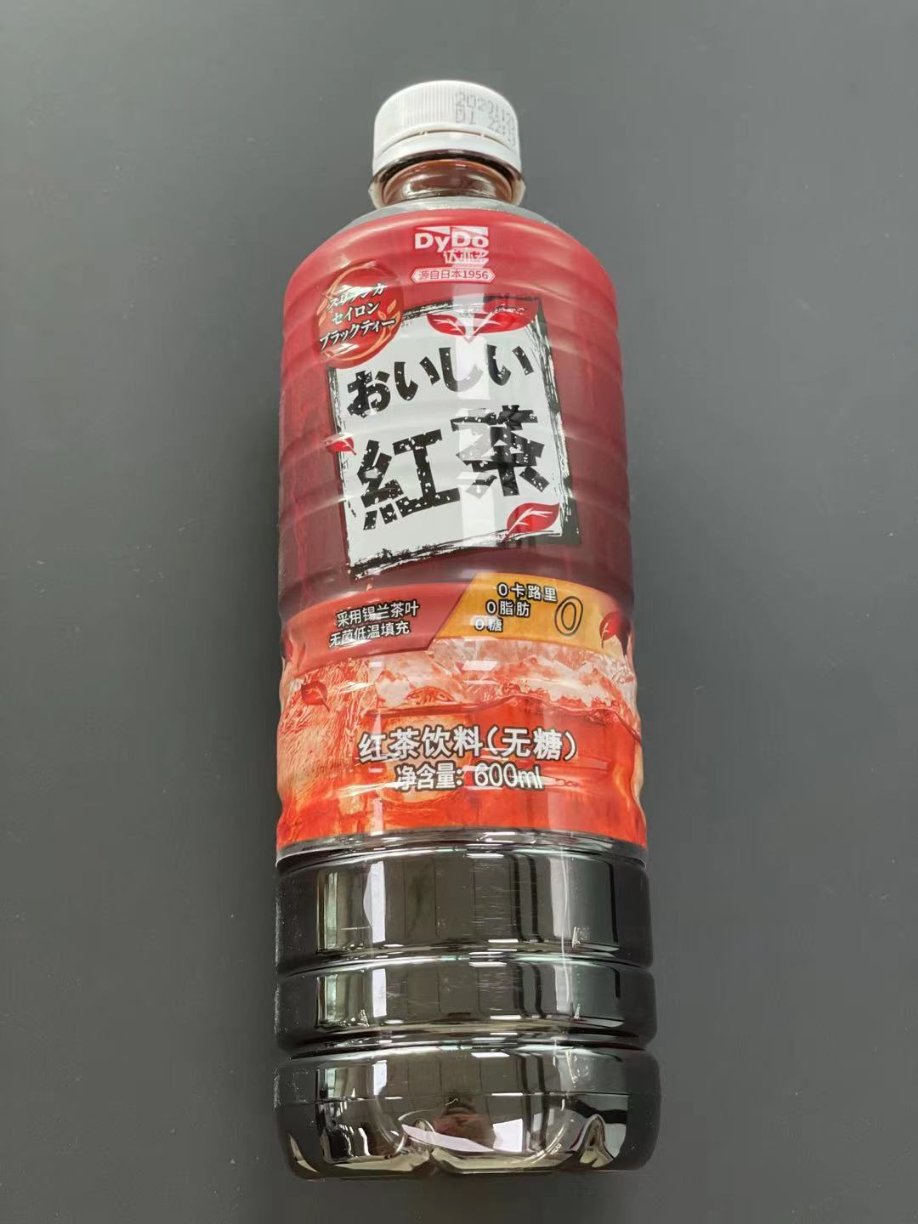 DyDo
源自日本1956
スリランカ
セイロン
ブラックティー
おいしい
紅茶
采用锡兰茶叶
无菌低温填充
0卡路里
0脂肪
0糖
0
红茶饮料(无糖)
净含量: 600ml